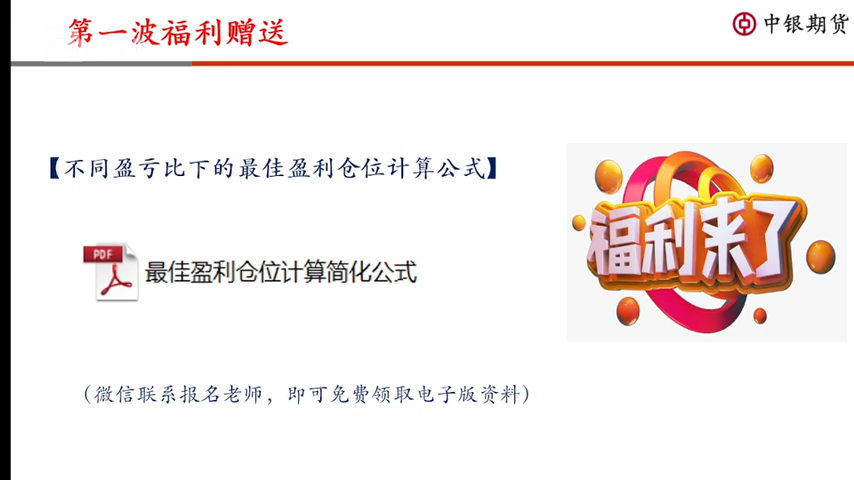 第一波福利赠送
中银期货
【不同盈亏比下的最佳盈利仓位计算公式】
福利来了
PDF
最佳盈利仓位计算简化公式
（微信联系报名老师，即可免费领取电子版资料）